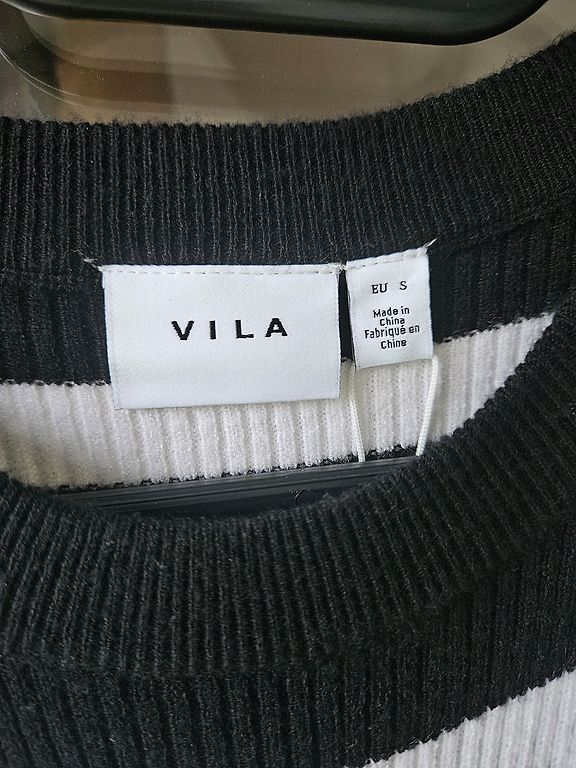 VILA
EU S
Made in
China
Fabriqué en
Chine